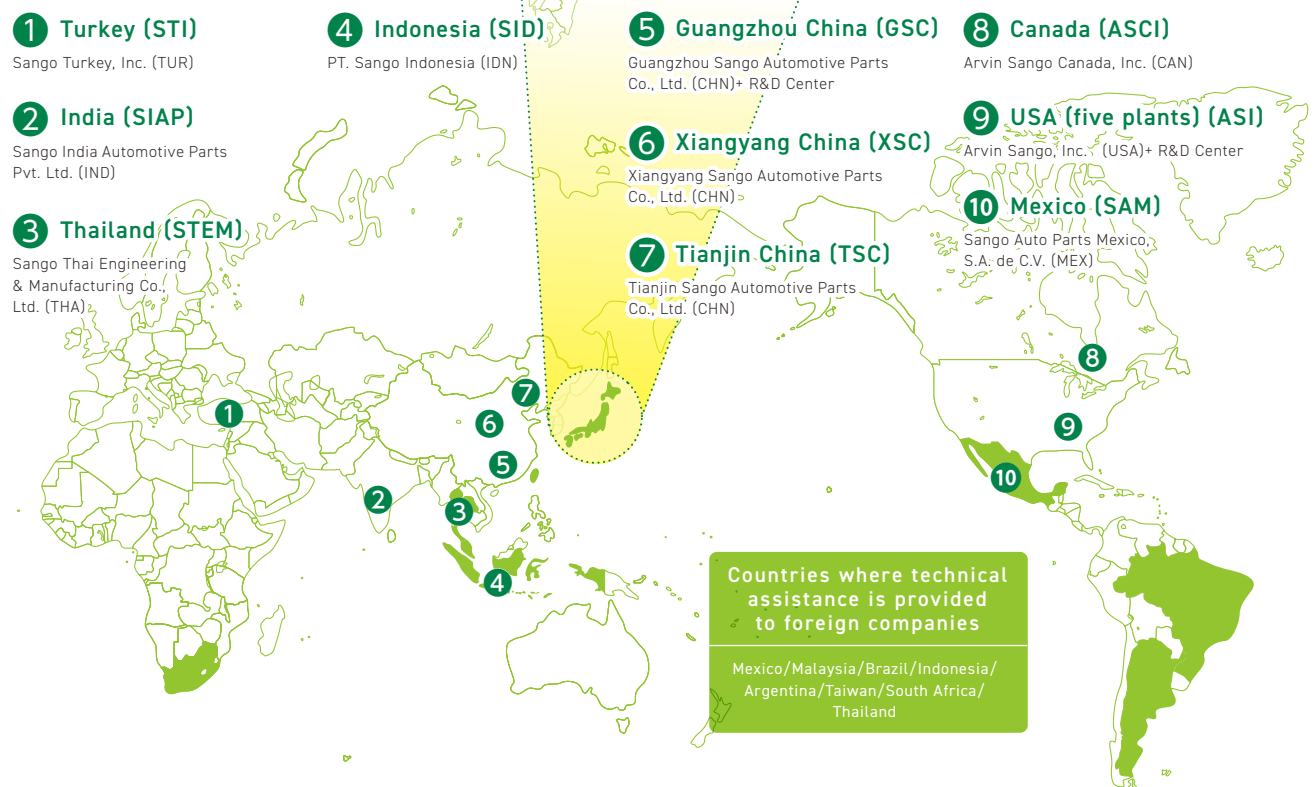 1 Turkey (STI)
Sango Turkey, Inc. (TUR)
2 India (SIAP)
Sango India Automotive Parts
Pvt. Ltd. (IND)
3 Thailand (STEM)
Sango Thai Engineering
& Manufacturing Co.,
Ltd. (THA)
4 Indonesia (SID)
PT. Sango Indonesia (IDN)
5 Guangzhou China (GSC)
Guangzhou Sango Automotive Parts
Co., Ltd. (CHN)+ R&D Center
6 Xiangyang China (XSC)
Xiangyang Sango Automotive Parts
Co., Ltd. (CHN)
7 Tianjin China (TSC)
Tianjin Sango Automotive Parts
Co., Ltd. (CHN)
8 Canada (ASCI)
Arvin Sango Canada, Inc. (CAN)
9 USA (five plants) (ASI)
Arvin Sango, Inc. (USA)+ R&D Center
10 Mexico (SAM)
Sango Auto Parts Mexico,
S.A. de C.V. (MEX)
1
2
3
4
5
6
7
8
9
10
Countries where technical
assistance is provided
to foreign companies
Mexico/Malaysia/Brazil/Indonesia/
Argentina/Taiwan/South Africa/
Thailand